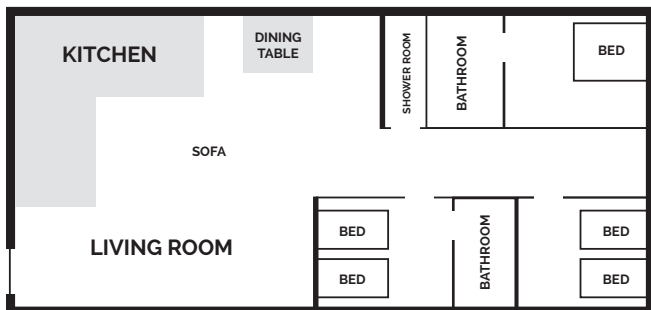 KITCHEN
DINING
TABLE
SHOWER ROOM
BATHROOM
BED
SOFA
LIVING ROOM
BED
BED
BATHROOM
BED
BED